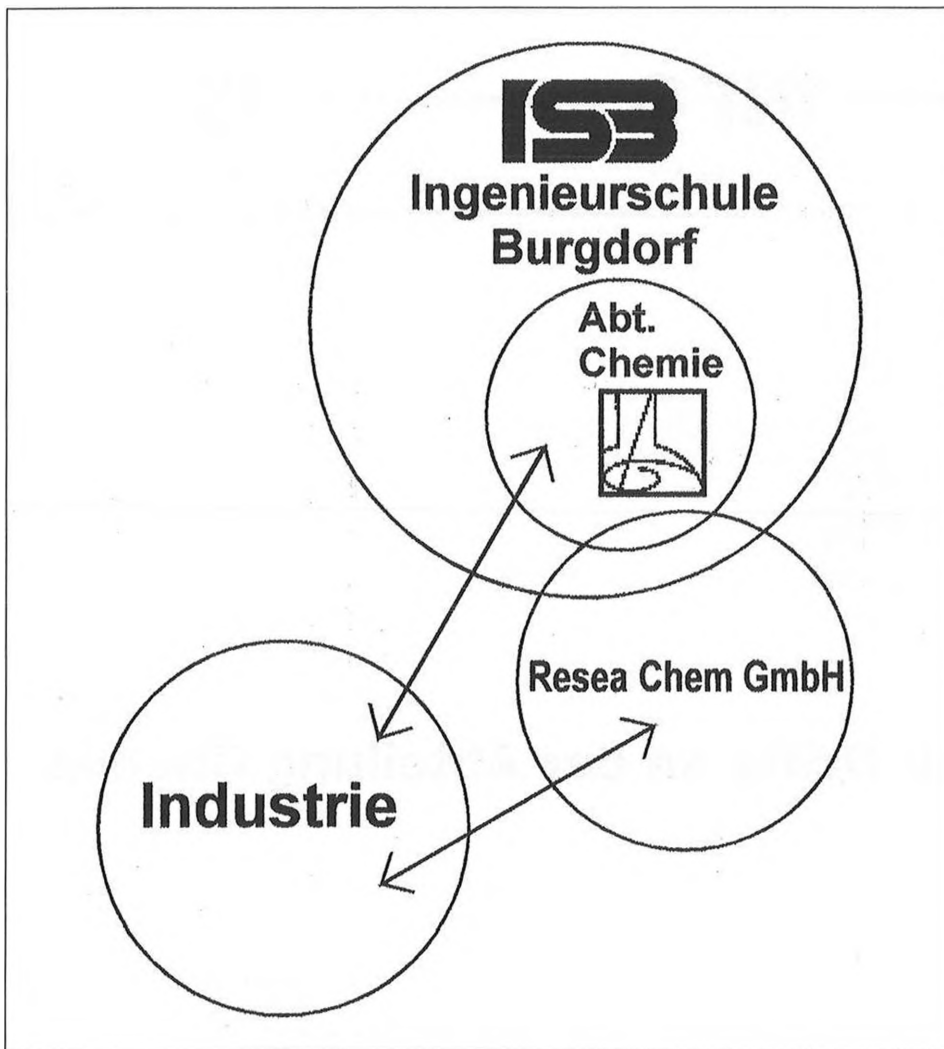 ISB
Ingenieurschule
Burgdorf
Abt.
Chemie
Resea Chem GmbH
Industrie